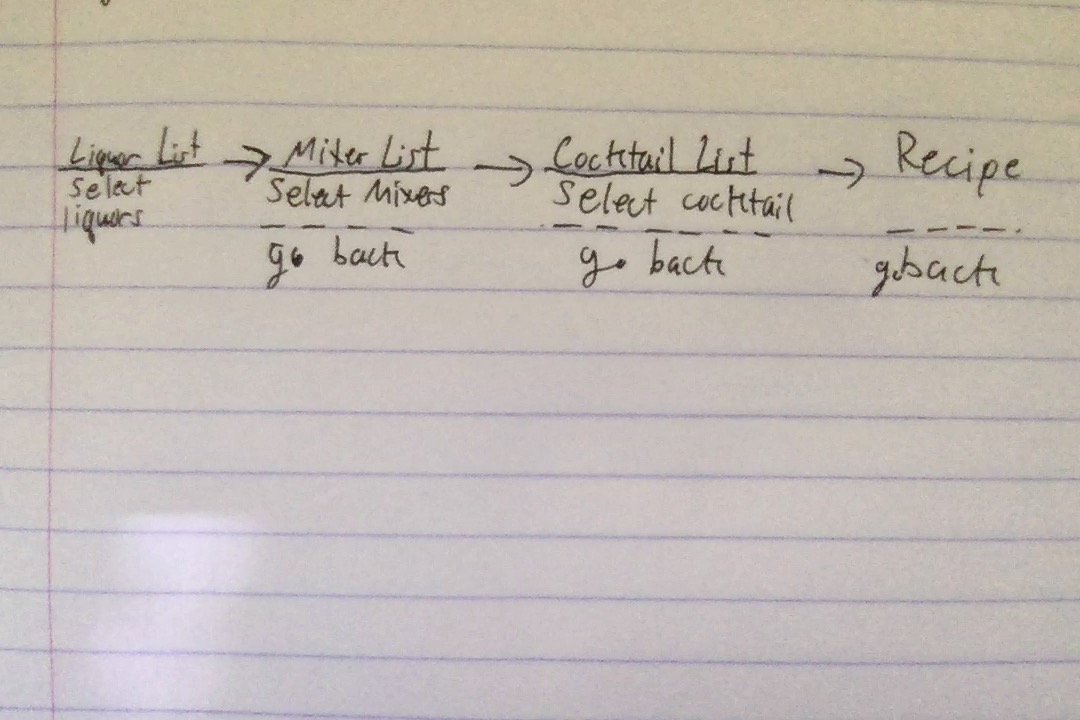 Liquor List → Mixer List → Cocktail List → Recipe
Select liquors
Select Mixers
Select cocktail
go back
go back
go back